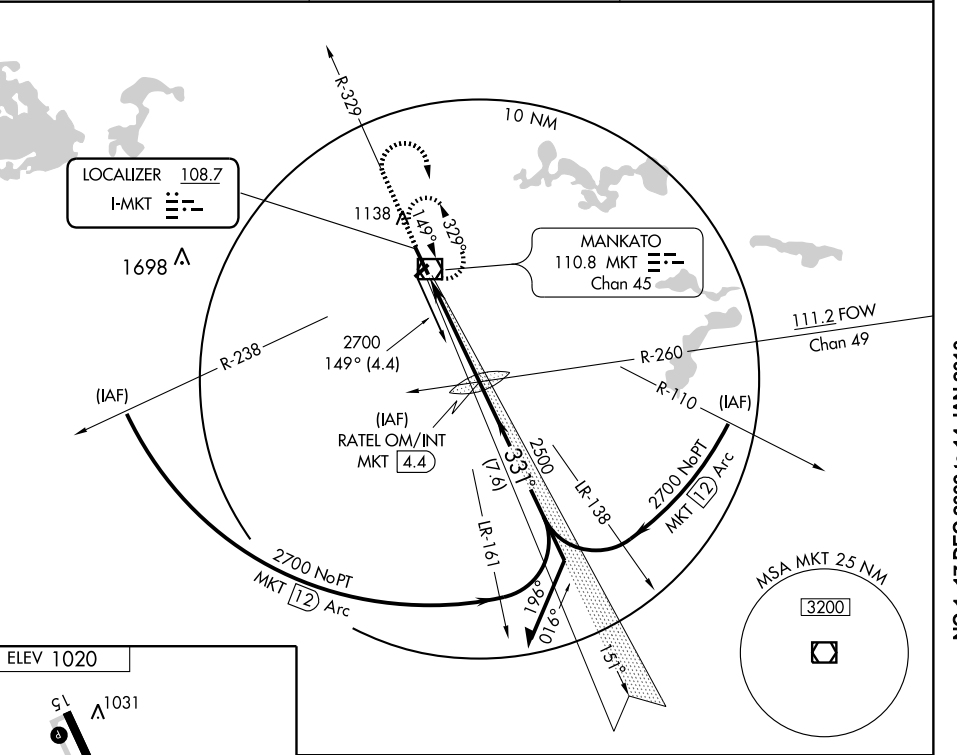 R-329
10 NM
LOCALIZER 108.7
I-MKT
1138
149°
329°
1698
MANKATO
110.8 MKT
Chan 45
2700
149° (4.4)
R-238
111.2 FOW
Chan 49
R-260
R-110
(IAF)
(IAF)
(IAF)
RATEL OM/INT
MKT 4.4
331°
2500
(7.6)
LR-138
LR-161
2700 NoPT
MKT 12 Arc
2700 NoPT
MKT 12 Arc
196°
016°
151°
MSA MKT 25 NM
3200
ELEV 1020
15
1031
P